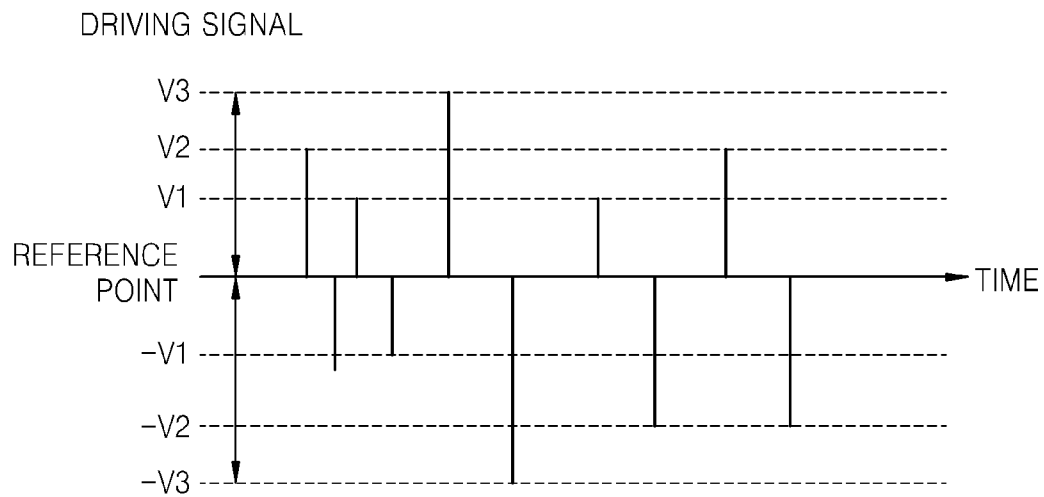 DRIVING SIGNAL
V3
V2
V1
REFERENCE
POINT
TIME
–V1
–V2
–V3